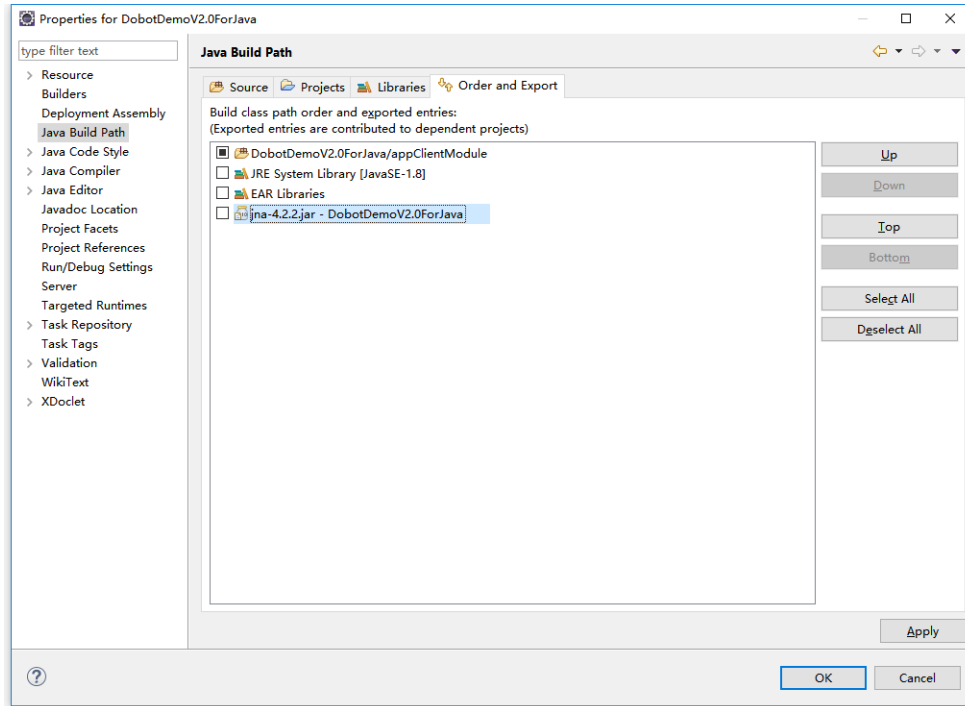 Properties for DobotDemoV2.0ForJava
type filter text
Java Build Path
Resource
Builders
Deployment Assembly
Java Build Path
Java Code Style
Java Compiler
Java Editor
Javadoc Location
Project Facets
Project References
Run/Debug Settings
Server
Targeted Runtimes
Task Repository
Task Tags
Validation
WikiText
XDoclet
Source Projects Libraries Order and Export
Build class path order and exported entries:
(Exported entries are contributed to dependent projects)
DobotDemoV2.0ForJava/appClientModule
JRE System Library [JavaSE-1.8]
EAR Libraries
jna-4.2.2.jar - DobotDemoV2.0ForJava
Up
Down
Top
Bottom
Select All
Deselect All
Apply
?
OK Cancel